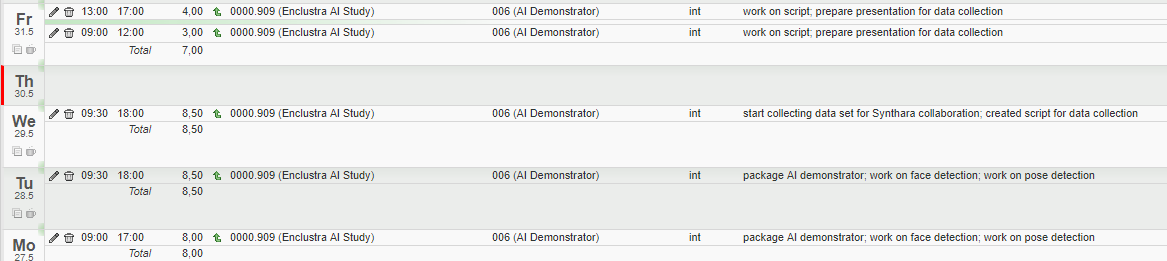 Fr
31.5
13:00 17:00 4,00 0000.909 (Enclustra AI Study) 006 (AI Demonstrator) int work on script; prepare presentation for data collection
09:00 12:00 3,00 0000.909 (Enclustra AI Study) 006 (AI Demonstrator) int work on script; prepare presentation for data collection
Total 7,00
Th
30.5
We
29.5
09:30 18:00 8,50 0000.909 (Enclustra AI Study) 006 (AI Demonstrator) int start collecting data set for Synthara collaboration; created script for data collection
Total 8,50
Tu
28.5
09:30 18:00 8,50 0000.909 (Enclustra AI Study) 006 (AI Demonstrator) int package AI demonstrator; work on face detection; work on pose detection
Total 8,50
Mo
27.5
09:00 17:00 8,00 0000.909 (Enclustra AI Study) 006 (AI Demonstrator) int package AI demonstrator; work on face detection; work on pose detection
Total 8,00